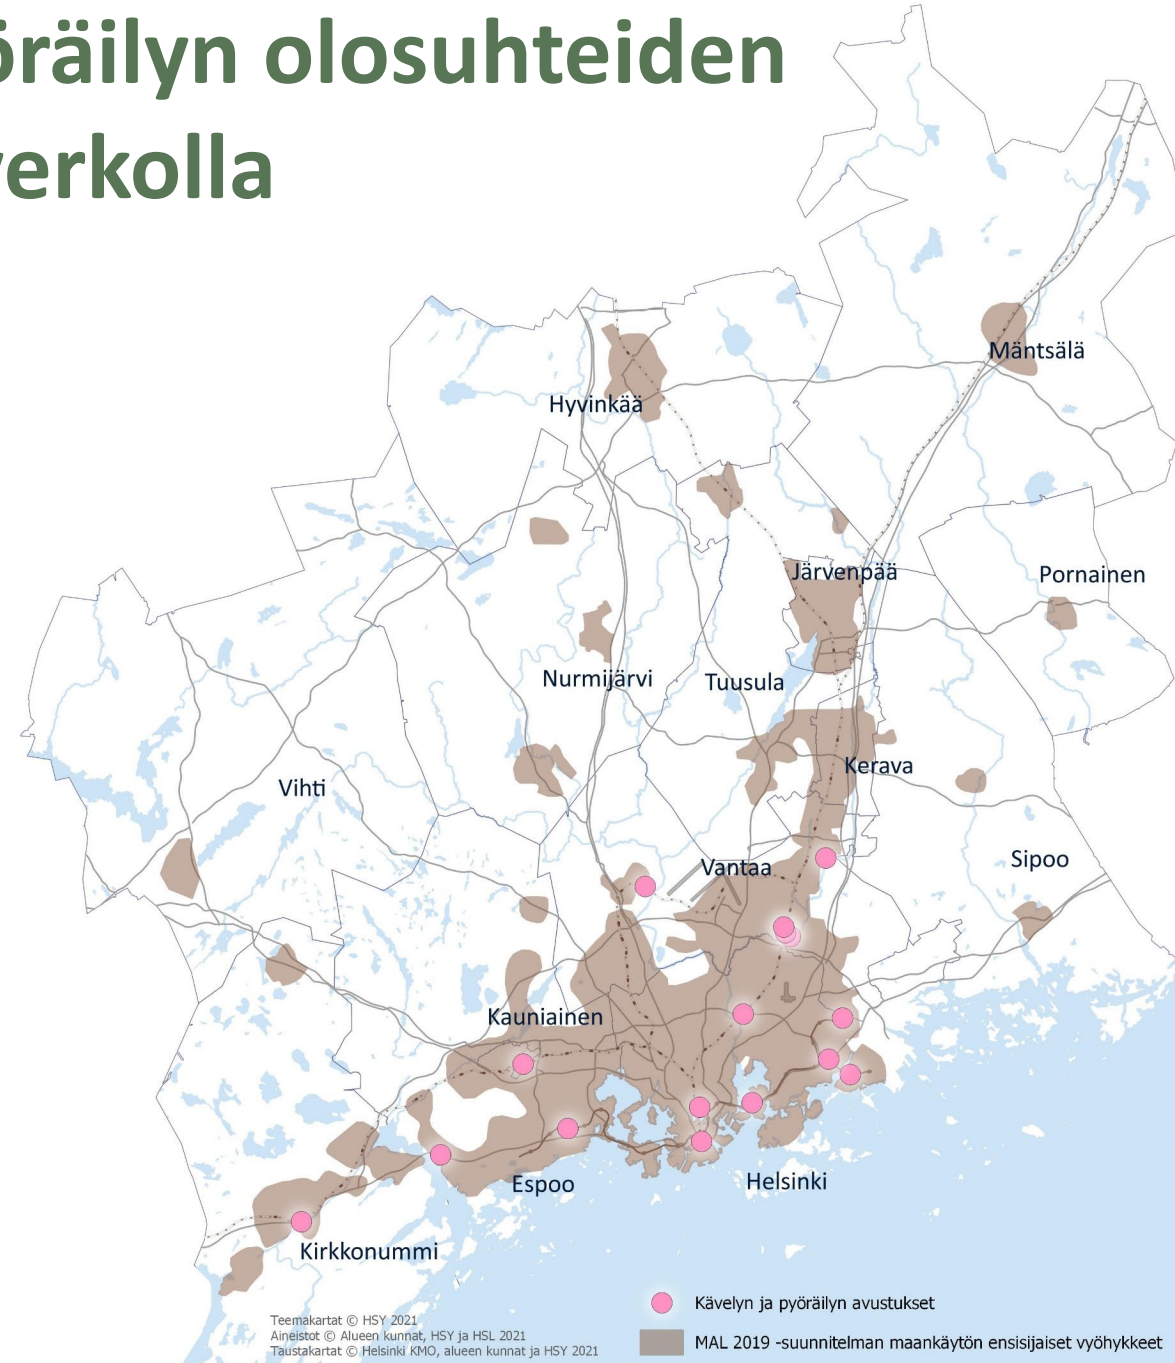 öräilyn olosuhteiden
verkolla
Mäntsälä
Hyvinkää
Järvenpää
Pornainen
Nurmijärvi
Tuusula
Kerava
Vihti
Sipoo
Vantaa
Kauniainen
Helsinki
Espoo
Kirkkonummi
Kävelyn ja pyöräilyn avustukset
MAL 2019 -suunnitelman maankäytön ensisijaiset vyöhykkeet
Teemakartat © HSY 2021
Aineistot © Alueen kunnat, HSY ja HSL 2021
Taustakartat © Helsinki KMO, alueen kunnat ja HSY 2021